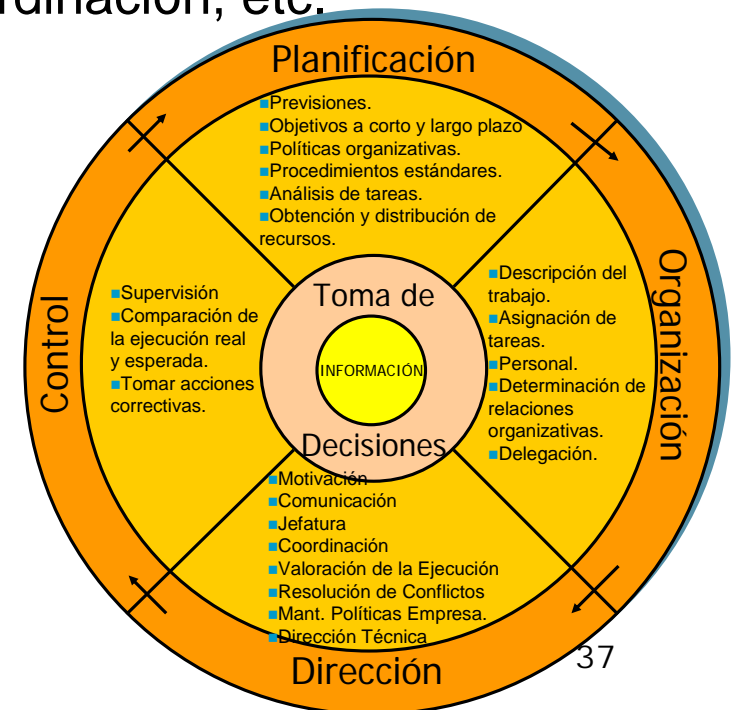 rdinación, etc.
Planificación
■Previsiones.
■Objetivos a corto y largo plazo
■Políticas organizativas.
■Procedimientos estándares.
■Análisis de tareas.
■Obtención y distribución de
recursos.
Organización
■Descripción del
trabajo.
■Asignación de
tareas.
■Personal.
■Determinación de
relaciones
organizativas.
■Delegación.
Control
■Supervisión
■Comparación de
la ejecución real
y esperada.
■Tomar acciones
correctivas.
Toma de
INFORMACIÓN
Decisiones
■Motivación
■Comunicación
■Jefatura
■Coordinación
■Valoración de la Ejecución
■Resolución de Conflictos
■Mant. Políticas Empresa.
■Dirección Técnica
Dirección
37